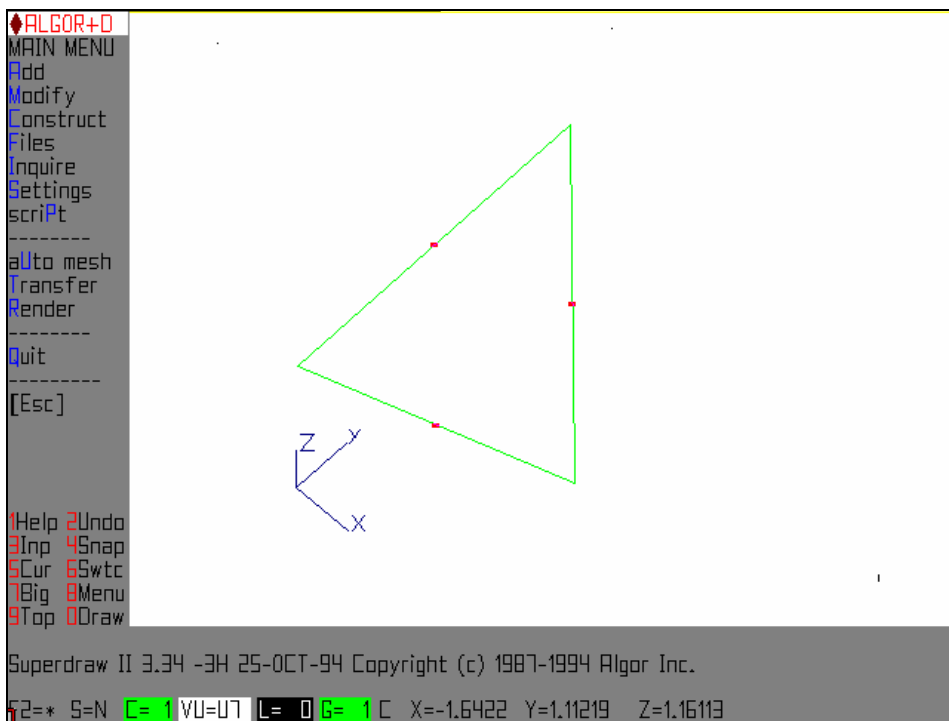 ALGOR+D
MAIN MENU
Add
Modify
Construct
Files
Inquire
Settings
scriPt
--------
aUto mesh
Transfer
Render
--------
Quit
---------
[Esc]
Z
Y
X
1Help 2Undo
3Inp 4Snap
5Cur 6Swtc
7Big 8Menu
9Top 0Draw
Superdraw II 3.34 -3H 25-OCT-94 Copyright (c) 1987-1994 Algor Inc.
F2=* S=N C= 1 VU=U7 L= 0 G= 1 C X=-1.6422 Y=1.11219 Z=1.16113